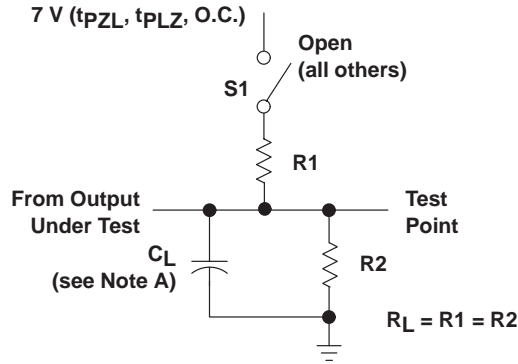 7 V (tPZL, tPLZ, O.C.)
Open
(all others)
S1
R1
From Output
Under Test
Test
Point
CL
(see Note A)
R2
RL = R1 = R2